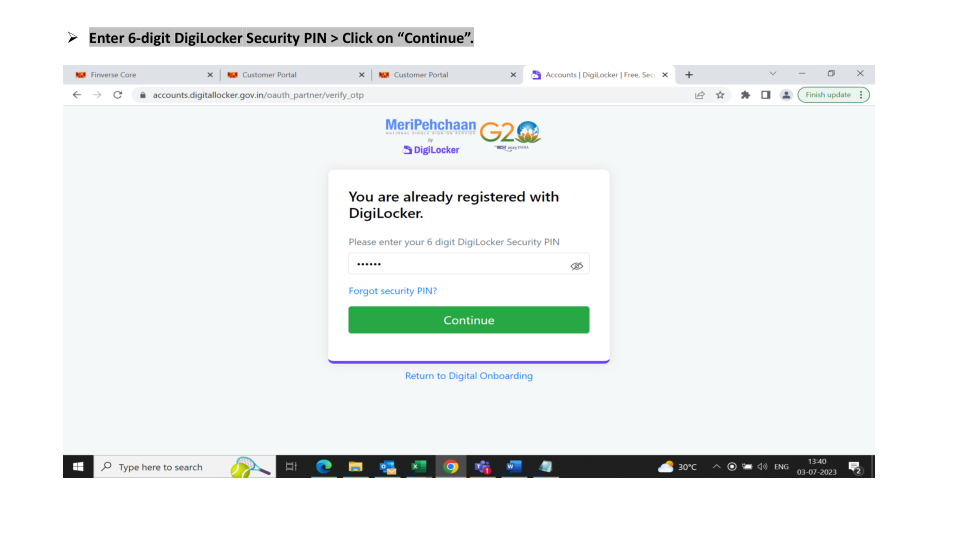 ➢ Enter 6-digit DigiLocker Security PIN > Click on “Continue”.
Finverse Core
Customer Portal
Customer Portal
Accounts | DigiLocker | Free, Sec
accounts.digitallocker.gov.in/oauth_partner/verify_otp
Finish update
MeriPehchaan
NATIONAL SINGLE SIGN ON SERVICE
by
DigiLocker
G20
You are already registered with
DigiLocker.
Please enter your 6 digit DigiLocker Security PIN
••••••
Forgot security PIN?
Continue
Return to Digital Onboarding
Type here to search
30°C
ENG
13:40
03-07-2023
2